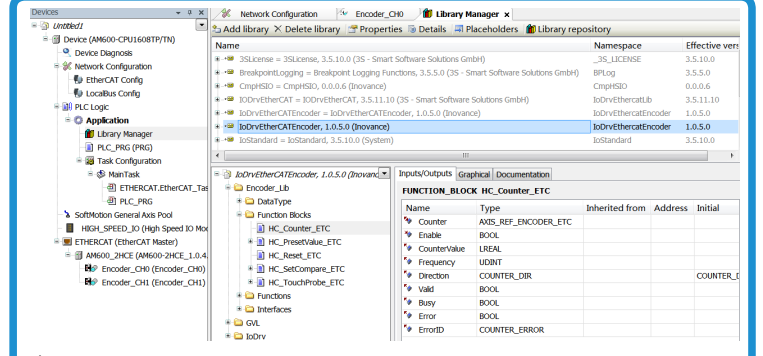 Devices
Untitled1
Device (AM600-CPU1608TP/TN)
Device Diagnosis
Network Configuration
EtherCAT Config
LocalBus Config
PLC Logic
Application
Library Manager
PLC_PRG (PRG)
Task Configuration
MainTask
ETHERCAT.EtherCAT_Tas
PLC_PRG
SoftMotion General Axis Pool
HIGH_SPEED_IO (High Speed IO Mo
ETHERCAT (EtherCAT Master)
AM600_2HCE (AM600-2HCE_1.0.4.
Encoder_CH0 (Encoder_CH0)
Encoder_CH1 (Encoder_CH1)
Network Configuration Encoder_CH0 Library Manager x
Add library Delete library Properties Details Placeholders Library repository
Name Namespace Effective vers
3SLicense = 3SLicense, 3.5.10.0 (3S - Smart Software Solutions GmbH) _3S_LICENSE 3.5.10.0
BreakpointLogging = Breakpoint Logging Functions, 3.5.5.0 (3S - Smart Software Solutions GmbH) BPLog 3.5.5.0
CmpHSIO = CmpHSIO, 0.0.0.6 (Inovance) CmpHSIO 0.0.0.6
IODrvEtherCAT = IODrvEtherCAT, 3.5.11.10 (3S - Smart Software Solutions GmbH) IoDrvEthercatLib 3.5.11.10
IoDrvEtherCATEncoder = IoDrvEtherCATEncoder, 1.0.5.0 (Inovance) IoDrvEthercatEncoder 1.0.5.0
IoDrvEtherCATEncoder, 1.0.5.0 (Inovance) IoDrvEthercatEncoder 1.0.5.0
IoStandard = IoStandard, 3.5.10.0 (System) IoStandard 3.5.10.0
IoDrvEtherCATEncoder, 1.0.5.0 (Inovanc
Encoder_Lib
DataType
Function Blocks
HC_Counter_ETC
HC_PresetValue_ETC
HC_Reset_ETC
HC_SetCompare_ETC
HC_TouchProbe_ETC
Functions
Interfaces
GVL
IoDrv
Inputs/Outputs Graphical Documentation
FUNCTION_BLOCK HC_Counter_ETC
Name Type Inherited from Address Initial
Counter AXIS_REF_ENCODER_ETC
Enable BOOL
CounterValue LREAL
Frequency UDINT
Direction COUNTER_DIR COUNTER_D
Valid BOOL
Busy BOOL
Error BOOL
ErrorID COUNTER_ERROR